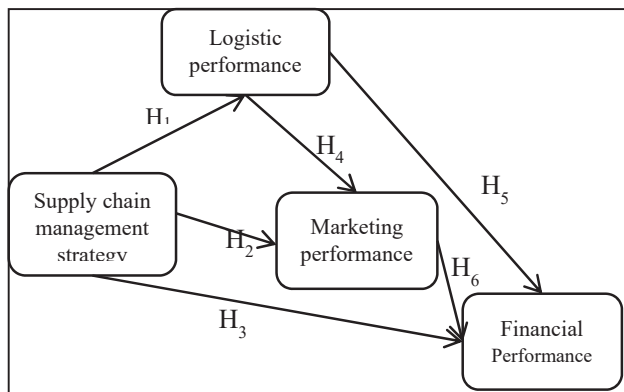 Logistic
performance
H1
H4
H5
Supply chain
management
strategy
Marketing
performance
H2
H6
H3
Financial
Performance